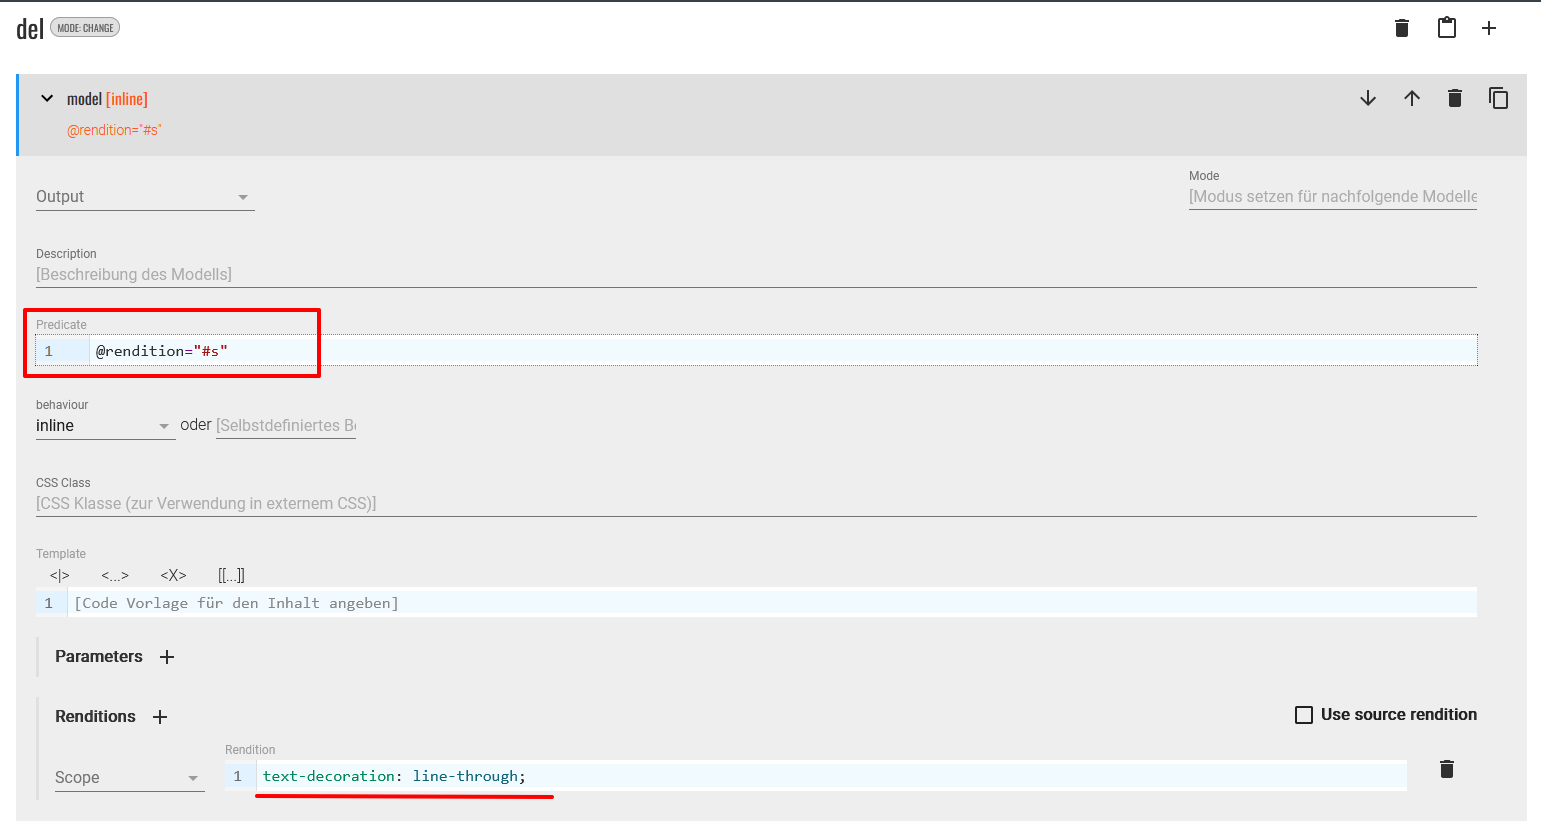 del MODE: CHANGE
model [inline]
@rendition="#s"
Output
Mode
[Modus setzen für nachfolgende Modelle
Description
[Beschreibung des Modells]
Predicate
1 @rendition="#s"
behaviour
inline oder [Selbstdefiniertes Be
CSS Class
[CSS Klasse (zur Verwendung in externem CSS)]
Template
<|> <...> <X> [[...]]
1 [Code Vorlage für den Inhalt angeben]
Parameters
Renditions
Use source rendition
Rendition
Scope
1 text-decoration: line-through;